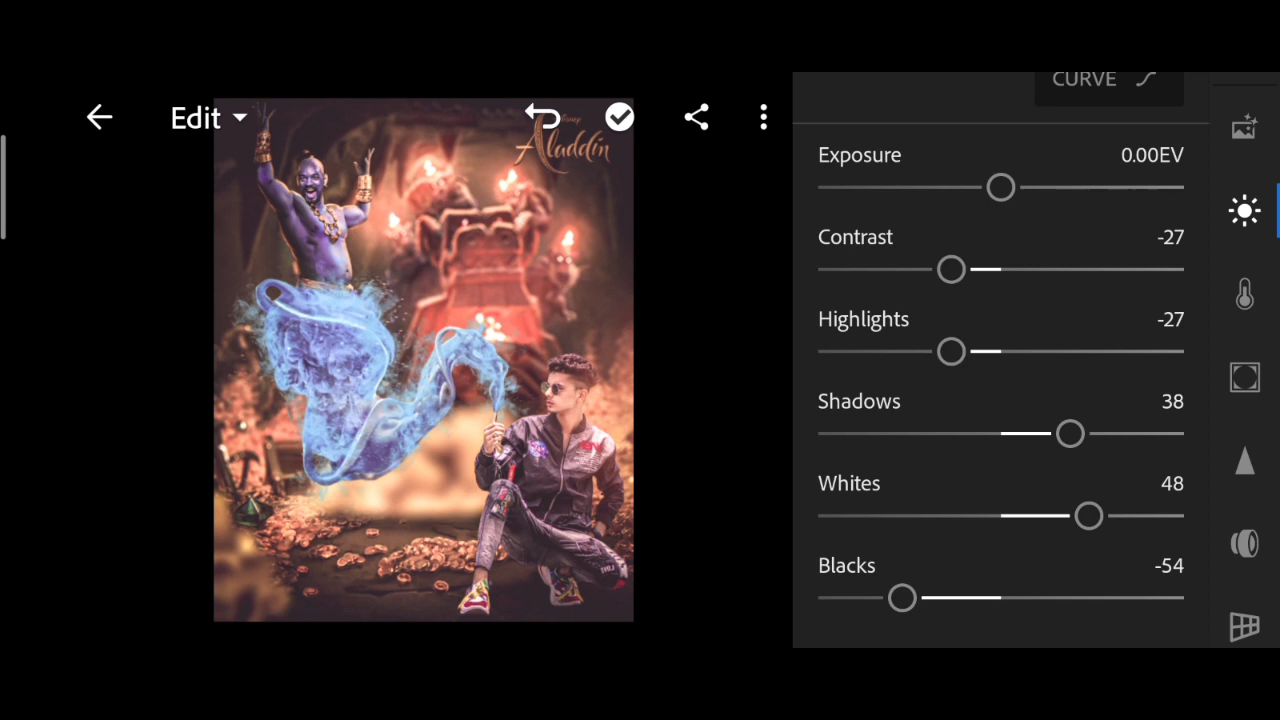 Edit
Aladdin
CURVE
Exposure 0.00EV
Contrast -27
Highlights -27
Shadows 38
Whites 48
Blacks -54